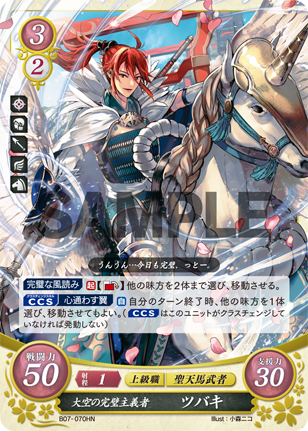 3
2
SAMPLE
うんうん…今日も完璧、っとー。
完璧な風読み 起【〔横〕】他の味方を2体まで選び、移動させる。
CCS 心通わす翼 自 自分のターン終了時、他の味方を1体
選び、移動させてもよい。(CCSはこのユニットがクラスチェンジして
いなければ発動しない)
戦闘力
50
射程 1
上級職 聖天馬武者
支援力
30
大空の完璧主義者 ツバキ
B07-070HN
Illust:小森ニコ